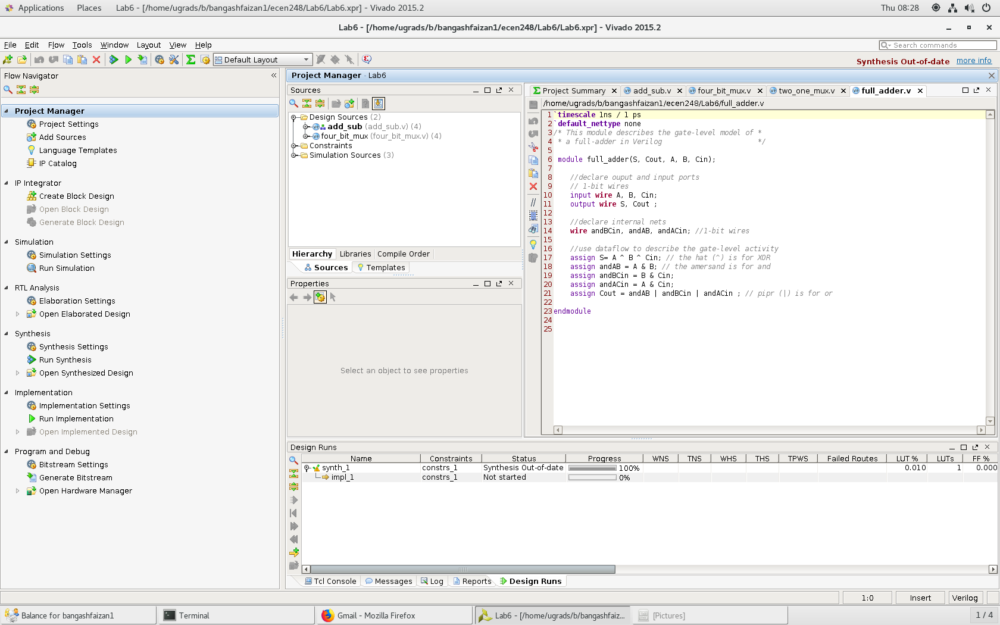 Applications Places Lab6 - [/home/ugrads/b/bangashfaizan1/ecen248/Lab6/Lab6.xpr] - Vivado 2015.2 Thu 08:28
Lab6 - [/home/ugrads/b/bangashfaizan1/ecen248/Lab6/Lab6.xpr] - Vivado 2015.2
File Edit Flow Tools Window Layout View Help Search commands
Default Layout Synthesis Out-of-date more info
Flow Navigator
Project Manager
Project Settings
Add Sources
Language Templates
IP Catalog
IP Integrator
Create Block Design
Open Block Design
Generate Block Design
Simulation
Simulation Settings
Run Simulation
RTL Analysis
Elaboration Settings
Open Elaborated Design
Synthesis
Synthesis Settings
Run Synthesis
Open Synthesized Design
Implementation
Implementation Settings
Run Implementation
Open Implemented Design
Program and Debug
Bitstream Settings
Generate Bitstream
Open Hardware Manager
Project Manager - Lab6
Sources
Design Sources (2)
add_sub (add_sub.v) (4)
four_bit_mux (four_bit_mux.v) (4)
Constraints
Simulation Sources (3)
Hierarchy Libraries Compile Order
Sources Templates
Properties
Select an object to see properties
Project Summary add_sub.v four_bit_mux.v two_one_mux.v full_adder.v
/home/ugrads/b/bangashfaizan1/ecen248/Lab6/full_adder.v
1 `timescale 1ns / 1 ps
2 `default_nettype none
3 /* This module describes the gate-level model of *
4 * a full-adder in Verilog */
5
6 module full_adder(S, Cout, A, B, Cin);
7
8 //declare ouput and input ports
9 // 1-bit wires
10 input wire A, B, Cin;
11 output wire S, Cout ;
12
13 //declare internal nets
14 wire andBCin, andAB, andACin; //1-bit wires
15
16 //use dataflow to describe the gate-level activity
17 assign S= A ^ B ^ Cin; // the hat (^) is for XOR
18 assign andAB = A & B; // the amersand is for and
19 assign andBCin = B & Cin;
20 assign andACin = A & Cin;
21 assign Cout = andAB | andBCin | andACin ; // pipr (|) is for or
22
23 endmodule
24
25
Design Runs
Name Constraints Status Progress WNS TNS WHS THS TPWS Failed Routes LUT % LUTs FF %
synth_1 constrs_1 Synthesis Out-of-date 100% 0.010 1 0.000
impl_1 constrs_1 Not started 0%
Tcl Console Messages Log Reports Design Runs
1:0 Insert Verilog
Balance for bangashfaizan1 Terminal Gmail - Mozilla Firefox Lab6 - [/home/ugrads/b/bangashfaiz... [Pictures] 1 / 4